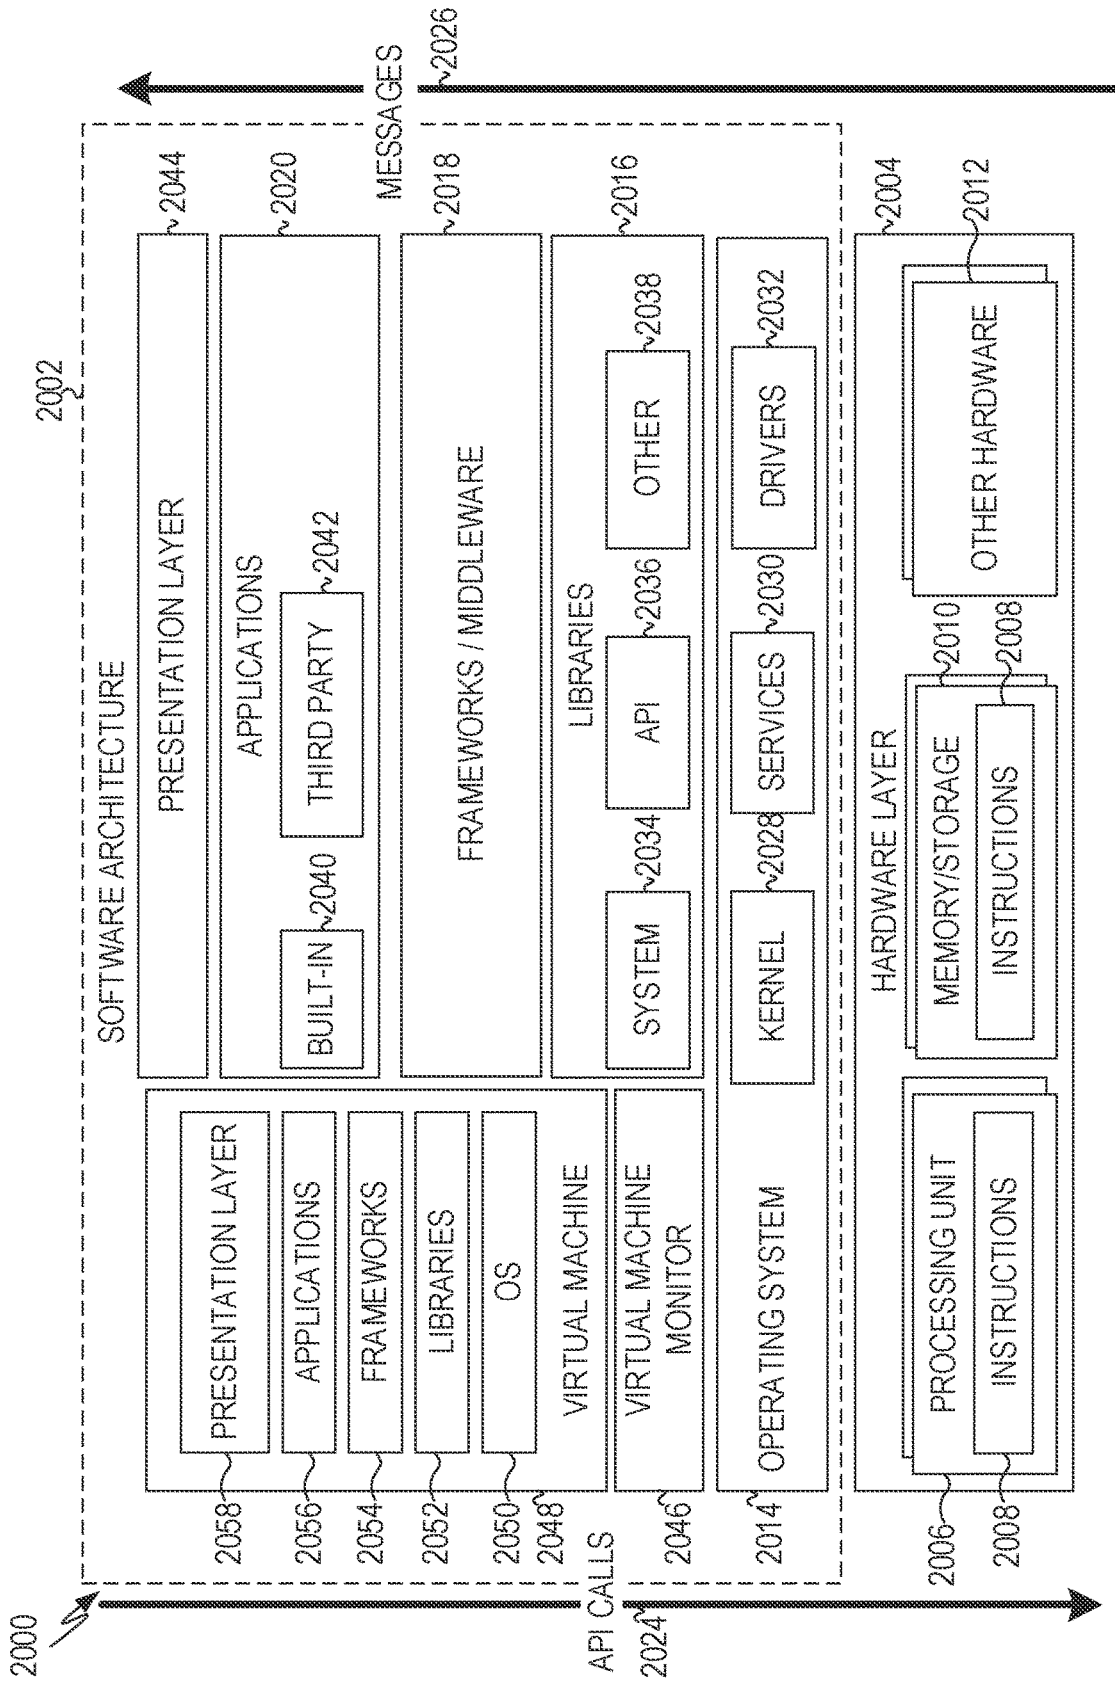 2000
2002
SOFTWARE ARCHITECTURE
API CALLS
2024
MESSAGES
2026
2058
PRESENTATION LAYER
2056
APPLICATIONS
2054
FRAMEWORKS
2052
LIBRARIES
2050
OS
2048
VIRTUAL MACHINE
2046
VIRTUAL MACHINE
MONITOR
PRESENTATION LAYER
2044
APPLICATIONS
2020
BUILT-IN
2040
THIRD PARTY
2042
FRAMEWORKS / MIDDLEWARE
2018
LIBRARIES
2016
SYSTEM
2034
API
2036
OTHER
2038
2014
OPERATING SYSTEM
KERNEL
2028
SERVICES
2030
DRIVERS
2032
HARDWARE LAYER
2004
2006
PROCESSING UNIT
2008
INSTRUCTIONS
MEMORY/STORAGE
2010
INSTRUCTIONS
2008
OTHER HARDWARE
2012